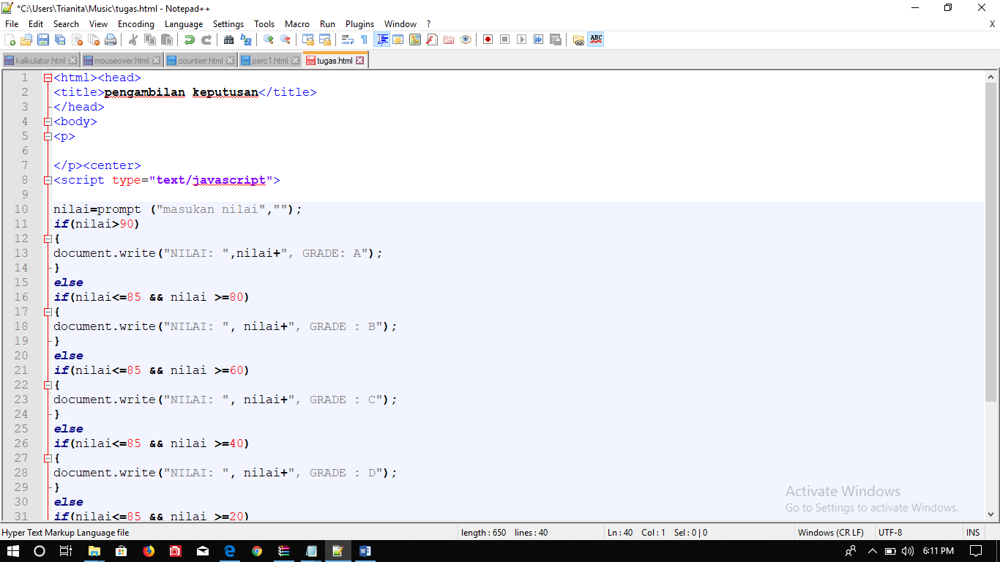 *C:\Users\Trianita\Music\tugas.html - Notepad++
File Edit Search View Encoding Language Settings Tools Macro Run Plugins Window ? X
ABC
kalkulator.html mouseover.html counterr.html perc1.html tugas.html
1 <html><head>
2 <title>pengambilan keputusan</title>
3 </head>
4 <body>
5 <p>
6
7 </p><center>
8 <script type="text/javascript">
9
10 nilai=prompt ("masukan nilai","");
11 if(nilai>90)
12 {
13 document.write("NILAI: ",nilai+", GRADE: A");
14 }
15 else
16 if(nilai<=85 && nilai >=80)
17 {
18 document.write("NILAI: ", nilai+", GRADE : B");
19 }
20 else
21 if(nilai<=85 && nilai >=60)
22 {
23 document.write("NILAI: ", nilai+", GRADE : C");
24 }
25 else
26 if(nilai<=85 && nilai >=40)
27 {
28 document.write("NILAI: ", nilai+", GRADE : D");
29 }
30 else
31 if(nilai<=85 && nilai >=20)
Activate Windows
Go to Settings to activate Windows.
Hyper Text Markup Language file length : 650 lines : 40 Ln : 40 Col : 1 Sel : 0 | 0 Windows (CR LF) UTF-8 INS
6:11 PM